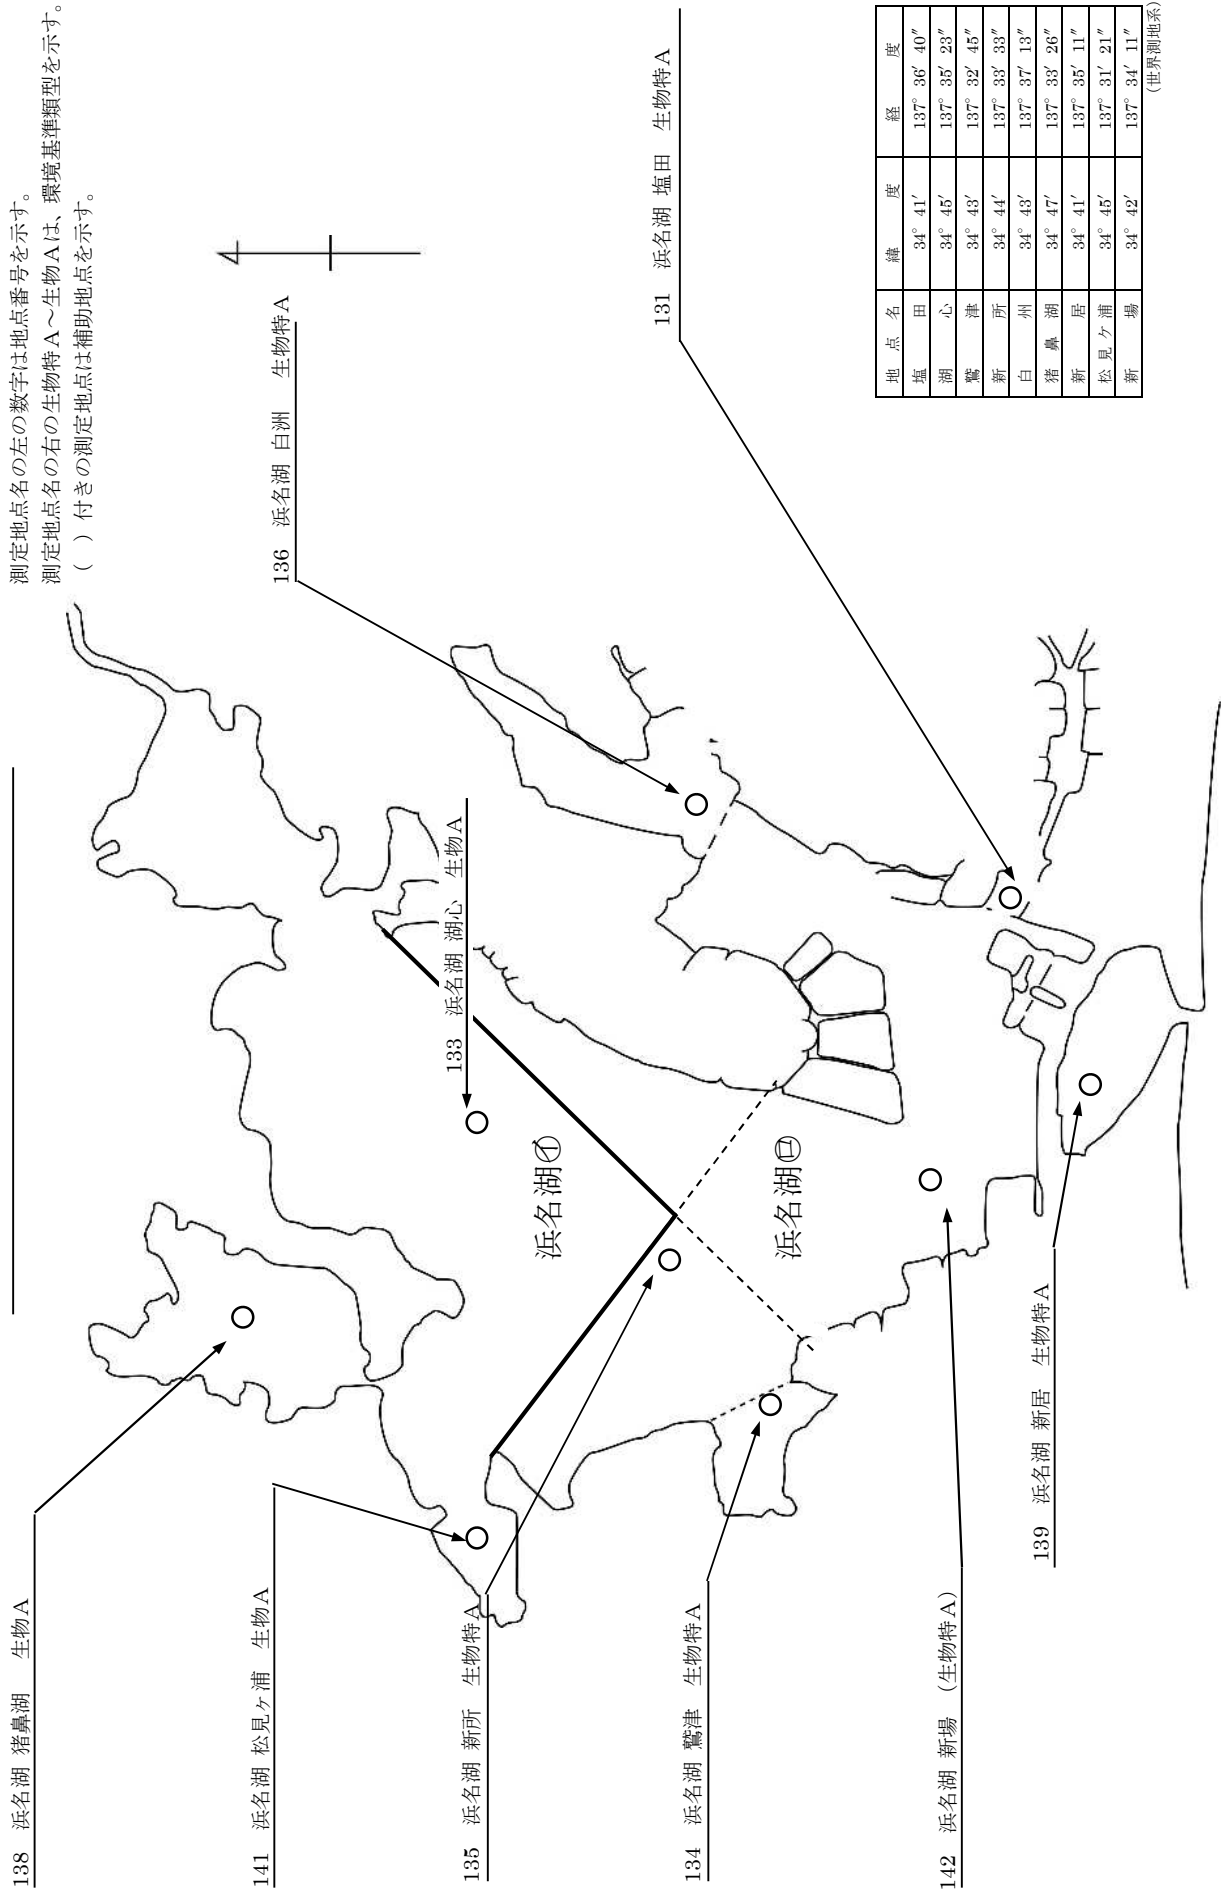 測定地点名の左の数字は地点番号を示す。
測定地点名の右の生物特A～生物Aは、環境基準類型を示す。
（　）付きの測定地点は補助地点を示す。
138 浜名湖 猪鼻湖 生物A
141 浜名湖 松見ヶ浦 生物A
136 浜名湖 白洲 生物特A
133 浜名湖 湖心 生物A
135 浜名湖 新所 生物特A
浜名湖㋑
131 浜名湖 塩田 生物特A
134 浜名湖 鷲津 生物特A
浜名湖㋺
142 浜名湖 新場 （生物特A）
139 浜名湖 新居 生物特A
地点名 緯度 経度
塩田 34° 41′ 137° 36′ 40″
湖心 34° 45′ 137° 35′ 23″
鷲津 34° 43′ 137° 32′ 45″
新所 34° 44′ 137° 33′ 33″
白州 34° 43′ 137° 37′ 13″
猪鼻湖 34° 47′ 137° 33′ 26″
新居 34° 41′ 137° 35′ 11″
松見ケ浦 34° 45′ 137° 31′ 21″
新場 34° 42′ 137° 34′ 11″
（世界測地系）